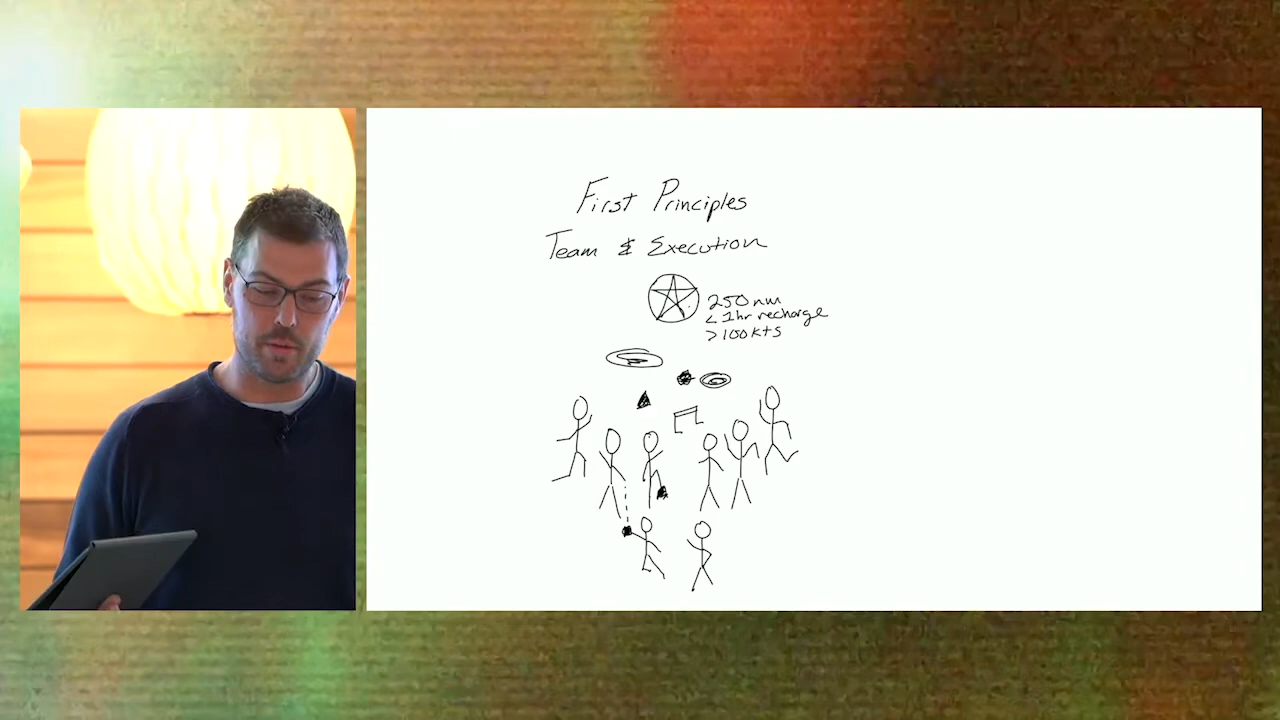 First Principles
Team & Execution
250 nm
< 1hr recharge
> 100 kts